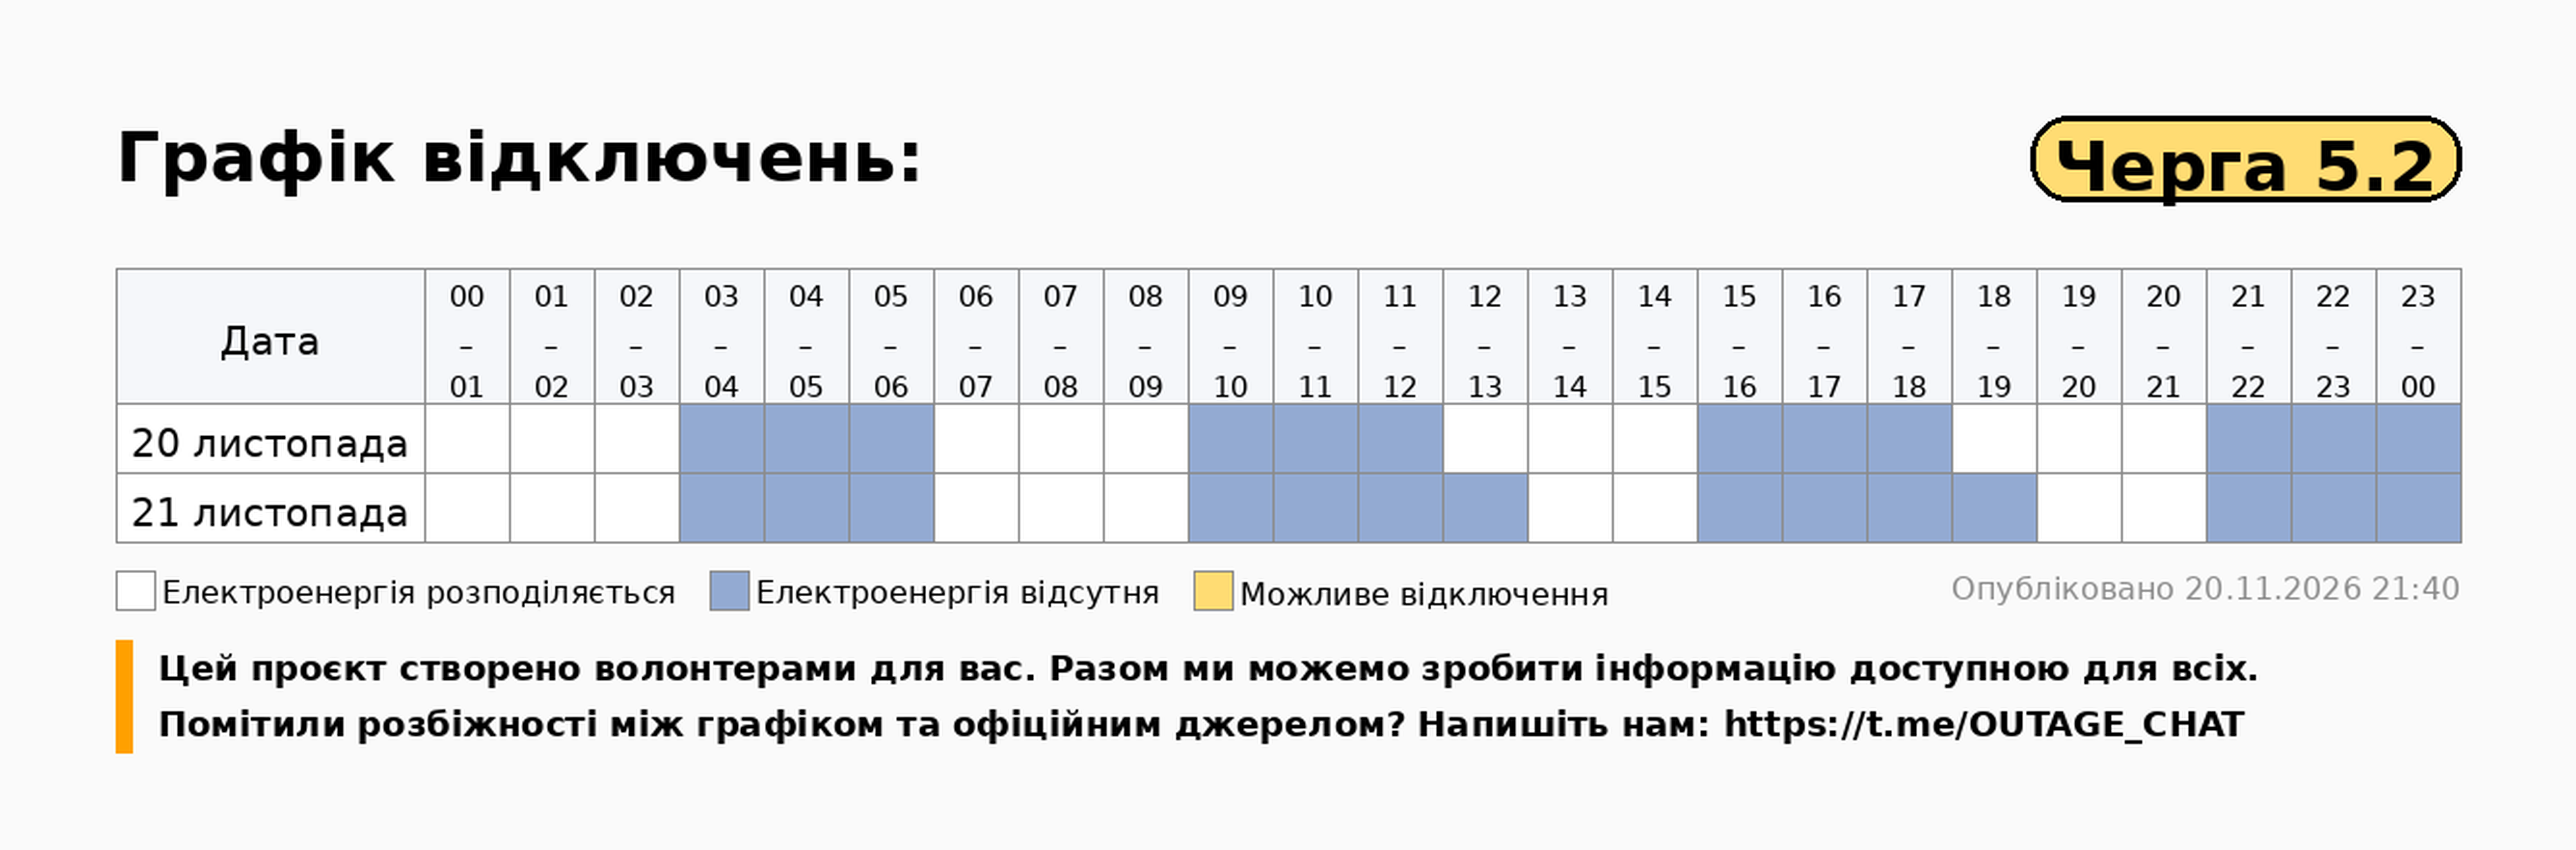 Графік відключень:
Черга 5.2
Дата
00 – 01
01 – 02
02 – 03
03 – 04
04 – 05
05 – 06
06 – 07
07 – 08
08 – 09
09 – 10
10 – 11
11 – 12
12 – 13
13 – 14
14 – 15
15 – 16
16 – 17
17 – 18
18 – 19
19 – 20
20 – 21
21 – 22
22 – 23
23 – 00
20 листопада
21 листопада
Електроенергія розподіляється
Електроенергія відсутня
Можливе відключення
Опубліковано 20.11.2026 21:40
Цей проєкт створено волонтерами для вас. Разом ми можемо зробити інформацію доступною для всіх.
Помітили розбіжності між графіком та офіційним джерелом? Напишіть нам: https://t.me/OUTAGE_CHAT